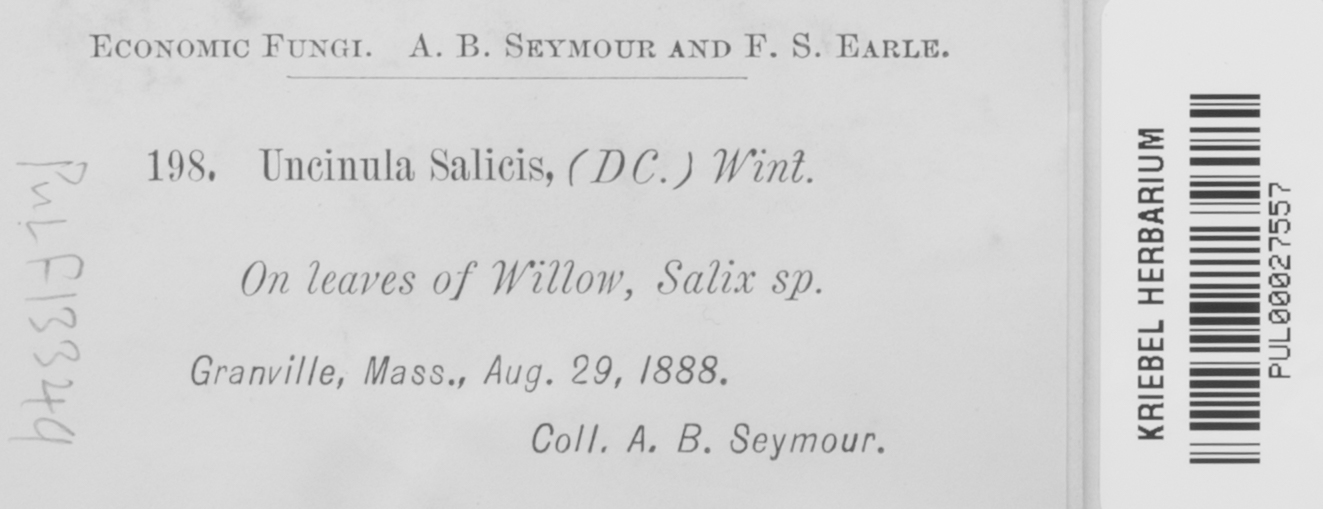 ECONOMIC FUNGI. A. B. SEYMOUR AND F. S. EARLE.
198. Uncinula Salicis, (DC.) Wint.
On leaves of Willow, Salix sp.
Granville, Mass., Aug. 29, 1888.
Coll. A. B. Seymour.
PUL F13349
KRIEBEL HERBARIUM
PUL00027557